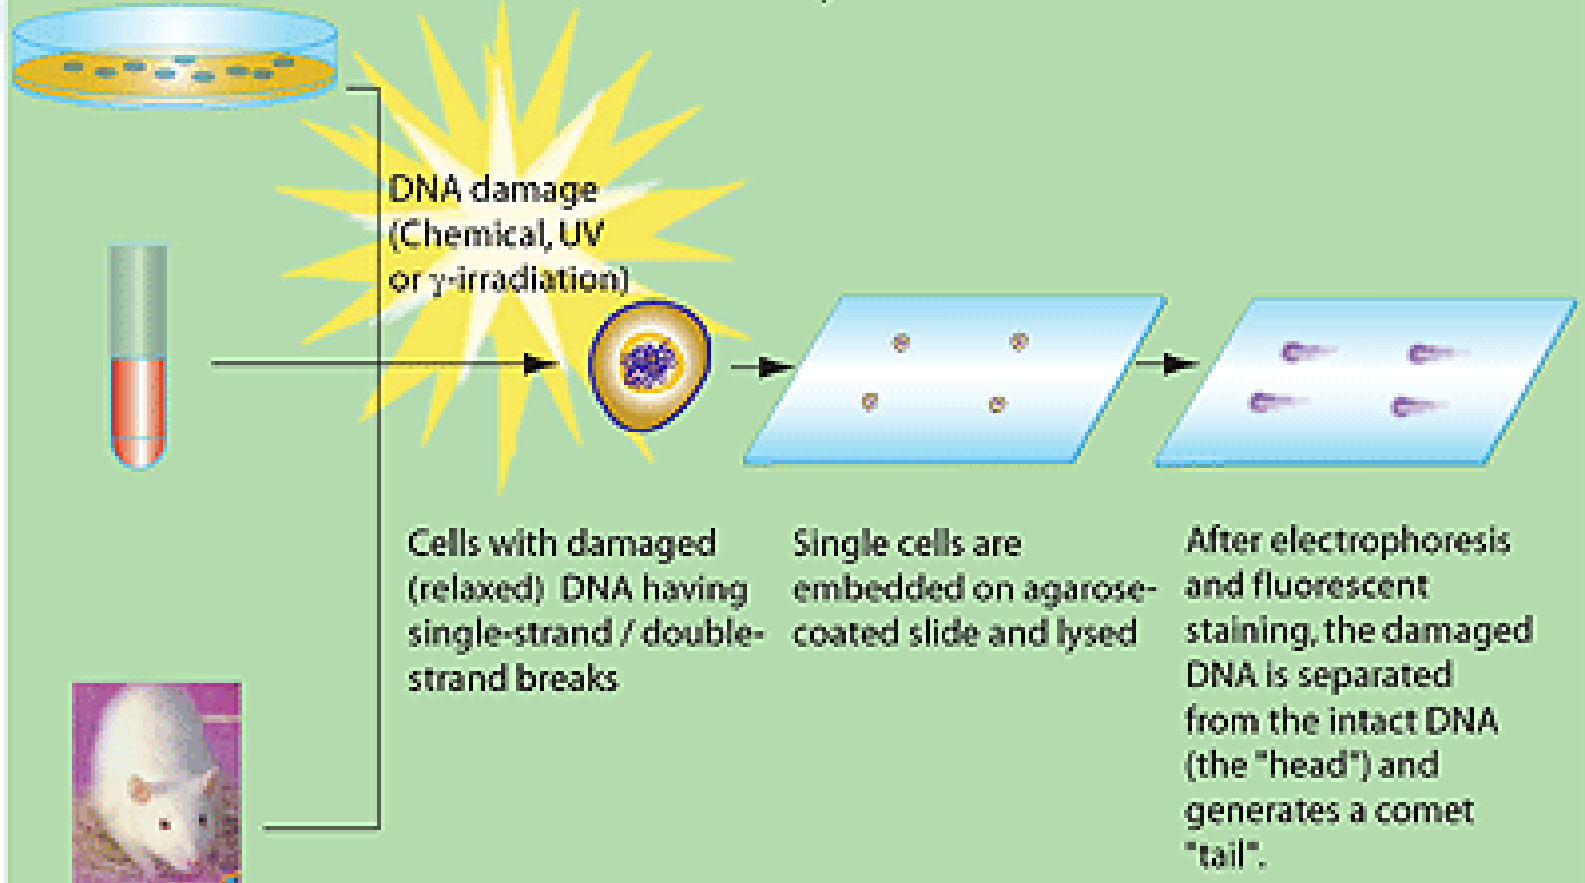 DNA damage
(Chemical, UV
or γ-irradiation)
Cells with damaged
(relaxed) DNA having
single-strand / double-
strand breaks
Single cells are
embedded on agarose-
coated slide and lysed
After electrophoresis
and fluorescent
staining, the damaged
DNA is separated
from the intact DNA
(the "head") and
generates a comet
"tail".